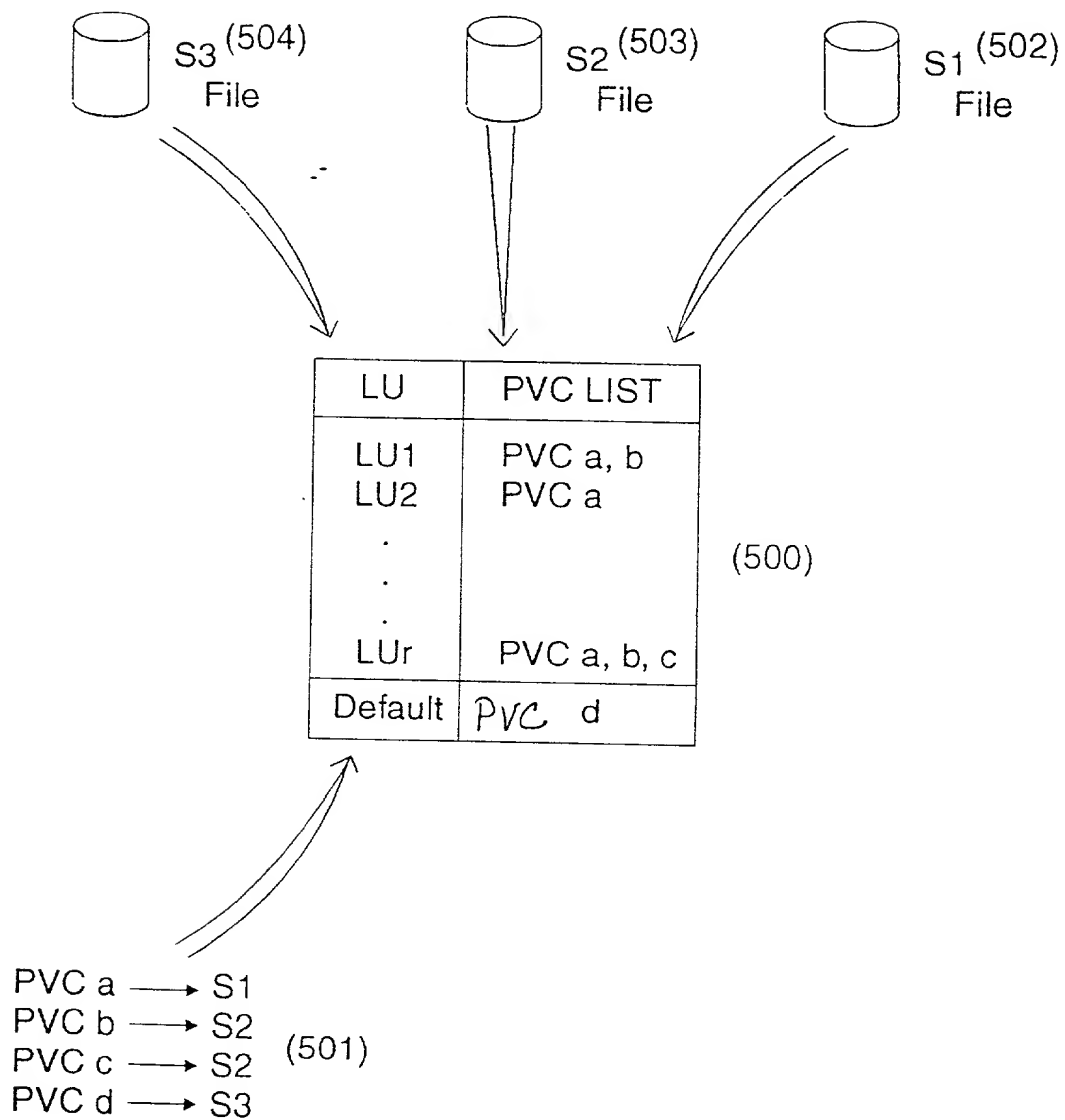 S3 (504)
File
S2 (503)
File
S1 (502)
File
LU PVC LIST
LU1 PVC a, b
LU2 PVC a
.
.
.
LUr PVC a, b, c
Default PVC d
(500)
PVC a → S1
PVC b → S2
PVC c → S2
PVC d → S3
(501)